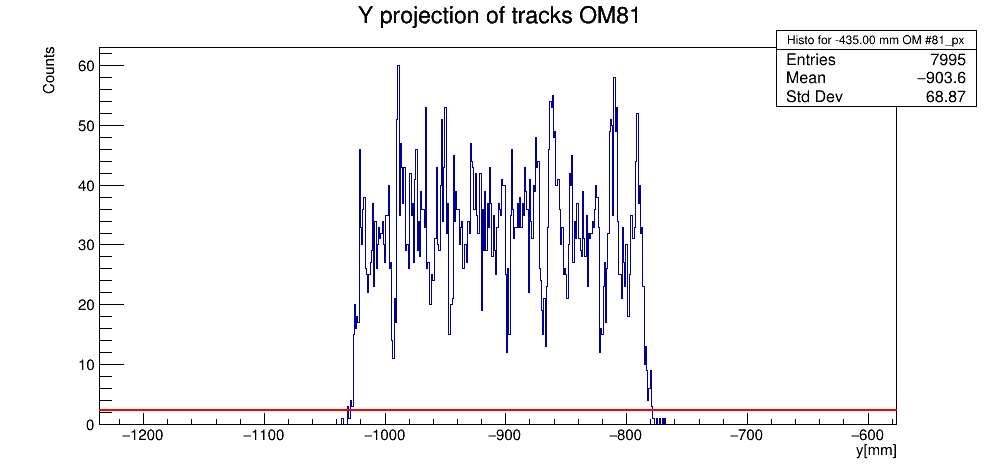 Y projection of tracks OM81
Histo for -435.00 mm OM #81_px
Entries 7995
Mean −903.6
Std Dev 68.87
Counts
60
50
40
30
20
10
0
−1200 −1100 −1000 −900 −800 −700 −600
y[mm]